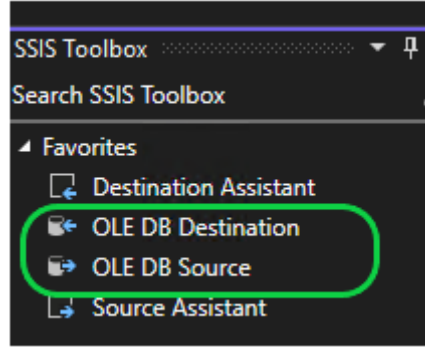 SSIS Toolbox
Search SSIS Toolbox
Favorites
Destination Assistant
OLE DB Destination
OLE DB Source
Source Assistant